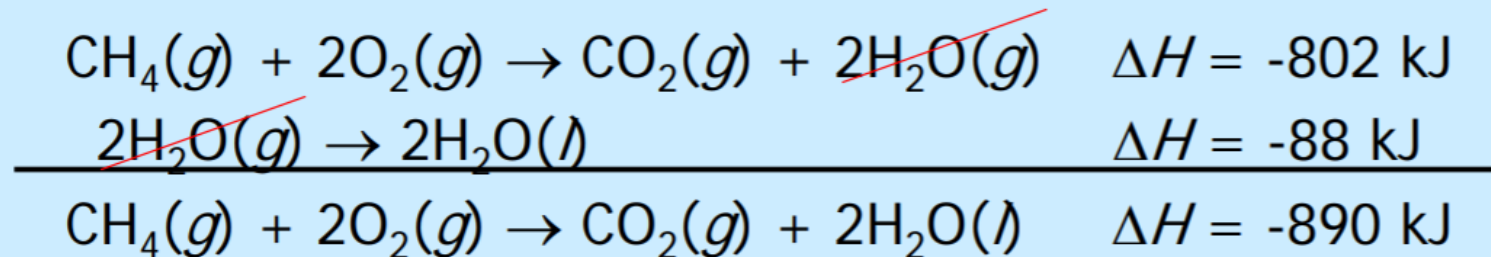 CH₄(g) + 2O₂(g) → CO₂(g) + 2H₂O(g) ΔH = -802 kJ
2H₂O(g) → 2H₂O(l) ΔH = -88 kJ
CH₄(g) + 2O₂(g) → CO₂(g) + 2H₂O(l) ΔH = -890 kJ